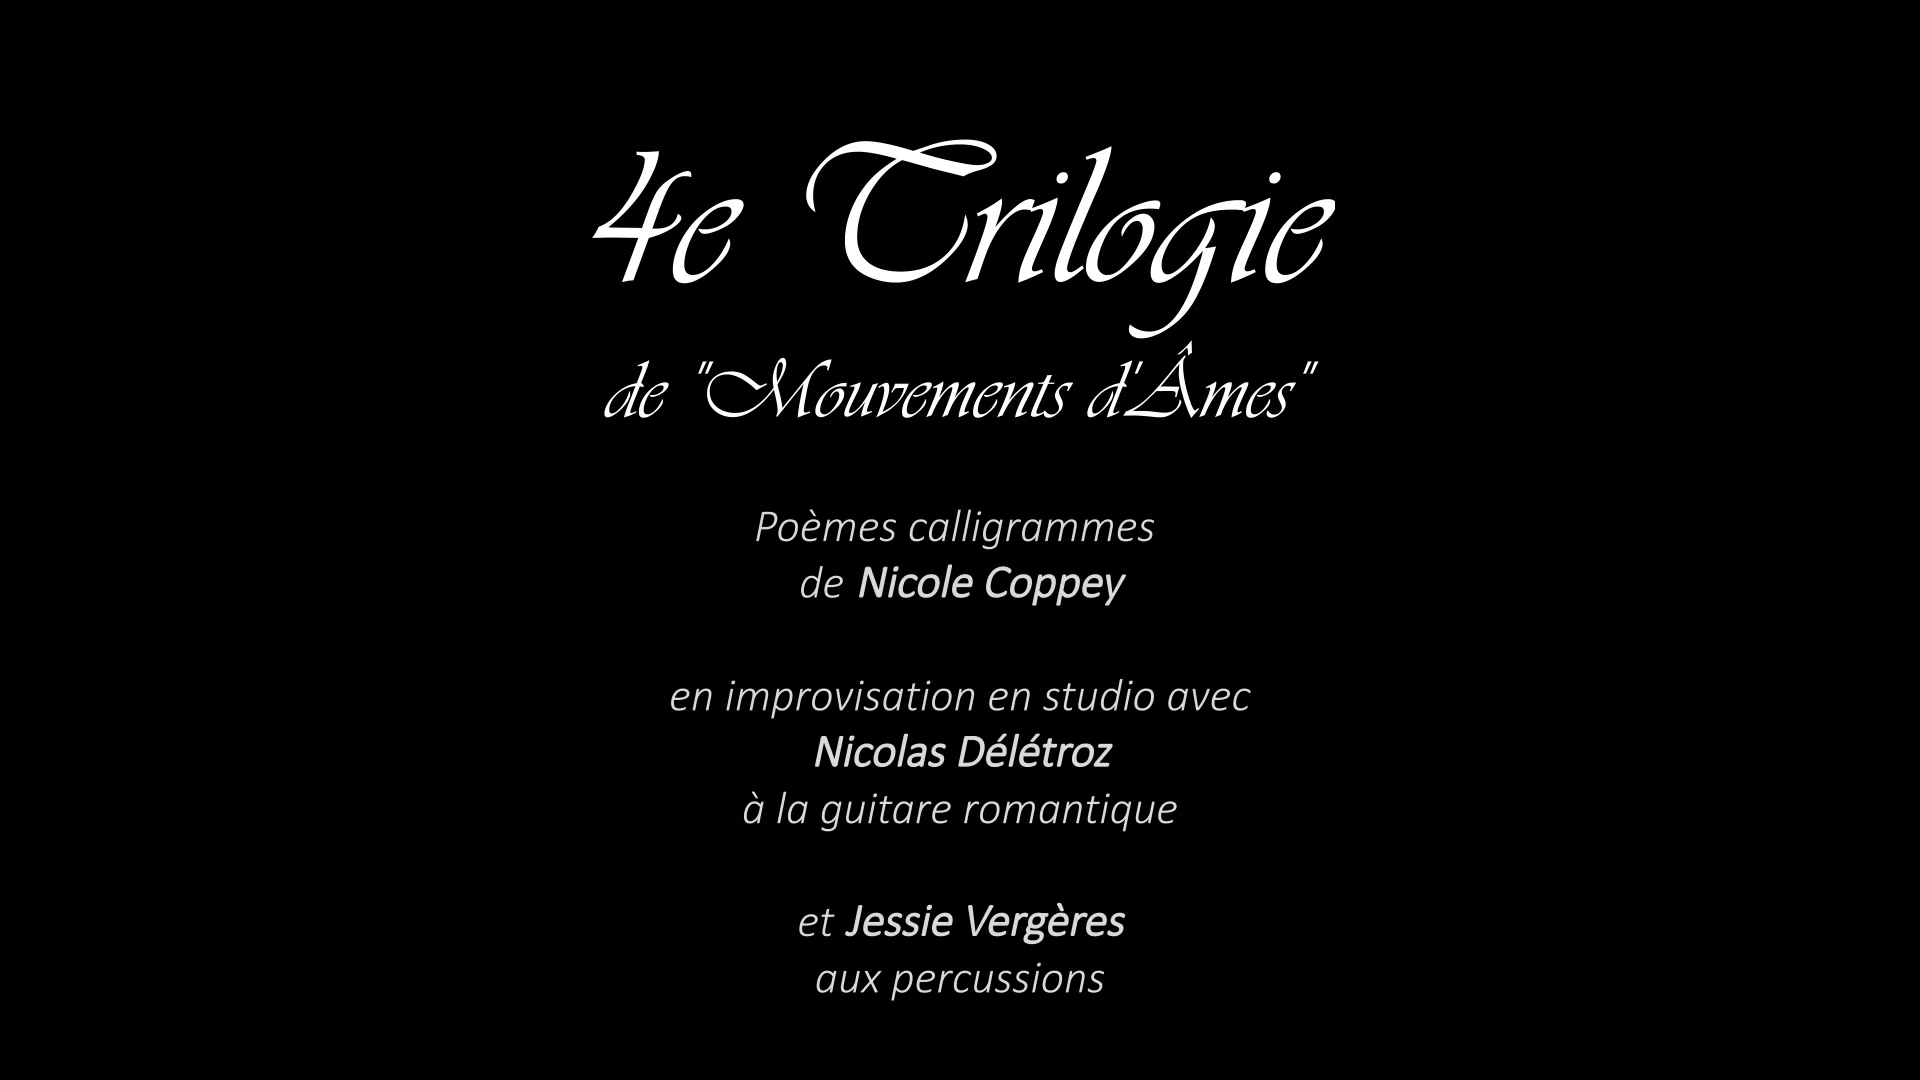 4e Trilogie
de "Mouvements d'Âmes"
Poèmes calligrammes
de Nicole Coppey
en improvisation en studio avec
Nicolas Délétroz
à la guitare romantique
et Jessie Vergères
aux percussions